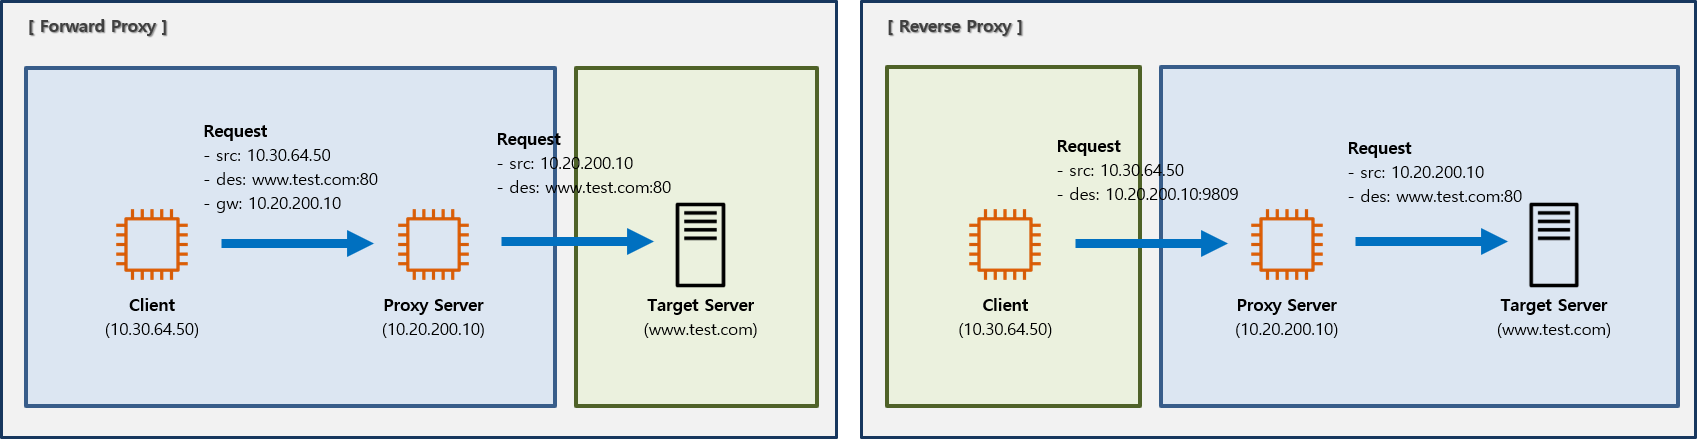 [ Forward Proxy ]
Request
- src: 10.30.64.50
- des: www.test.com:80
- gw: 10.20.200.10
Request
- src: 10.20.200.10
- des: www.test.com:80
Client
(10.30.64.50)
Proxy Server
(10.20.200.10)
Target Server
(www.test.com)
[ Reverse Proxy ]
Request
- src: 10.30.64.50
- des: 10.20.200.10:9809
Request
- src: 10.20.200.10
- des: www.test.com:80
Client
(10.30.64.50)
Proxy Server
(10.20.200.10)
Target Server
(www.test.com)